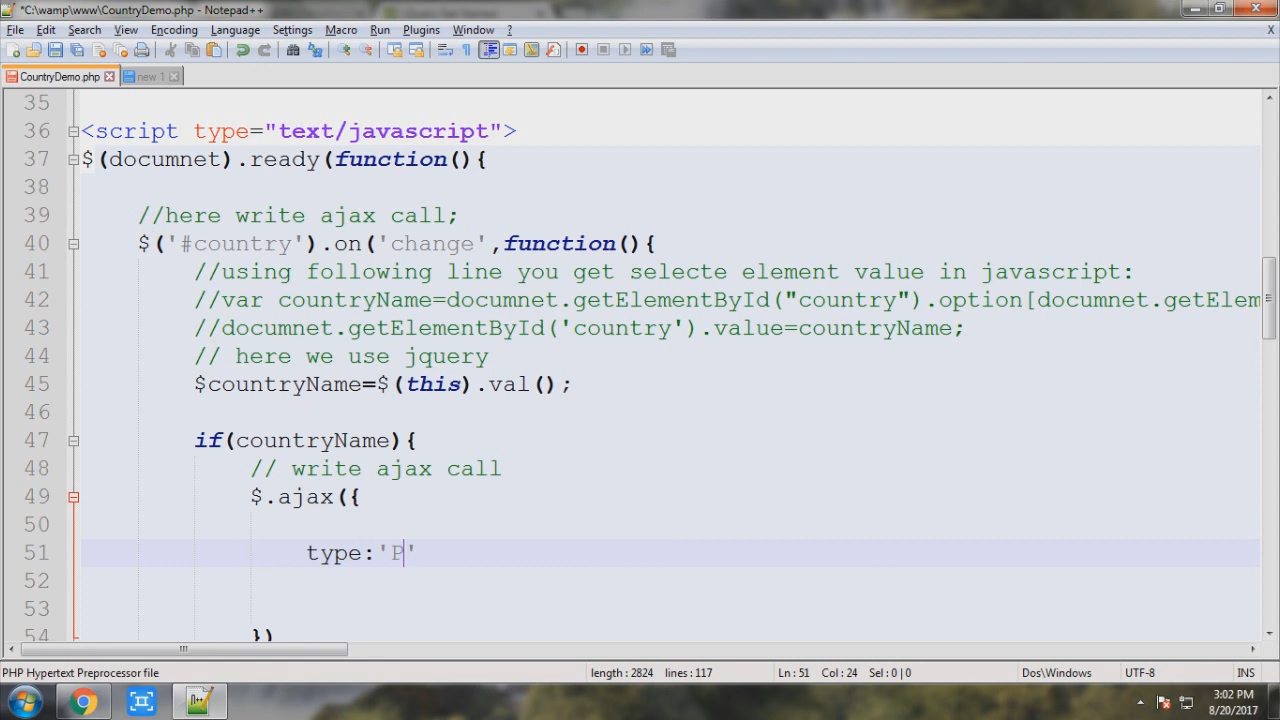 *C:\wamp\www\CountryDemo.php - Notepad++
File Edit Search View Encoding Language Settings Macro Run Plugins Window ? X
CountryDemo.php new 1
35
36 <script type="text/javascript">
37 $(documnet).ready(function(){
38
39 //here write ajax call;
40 $('#country').on('change',function(){
41 //using following line you get selecte element value in javascript:
42 //var countryName=documnet.getElementById("country").option[documnet.getElem
43 //documnet.getElementById('country').value=countryName;
44 // here we use jquery
45 $countryName=$(this).val();
46
47 if(countryName){
48 // write ajax call
49 $.ajax({
50
51 type:'P'
52
53
54 })
PHP Hypertext Preprocessor file length : 2824 lines : 117 Ln : 51 Col : 24 Sel : 0 | 0 Dos\Windows UTF-8 INS
3:02 PM
8/20/2017